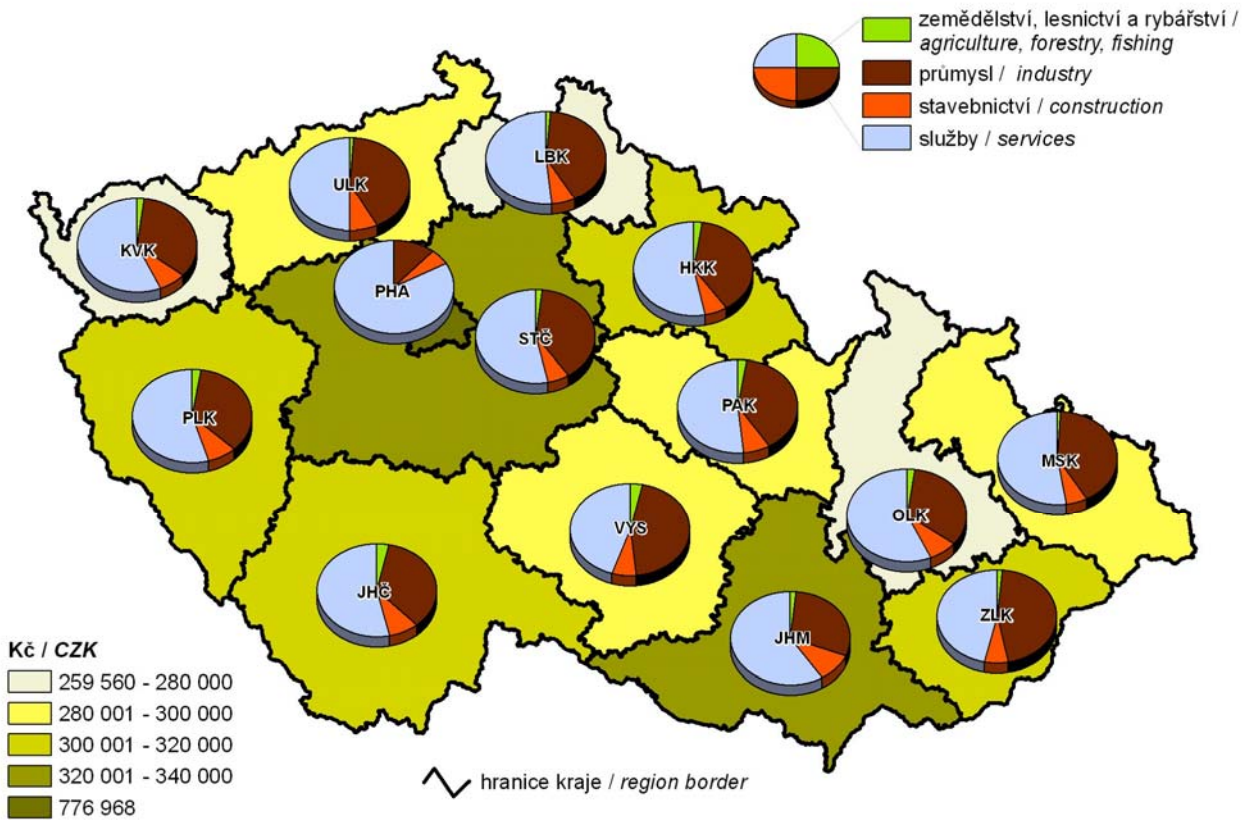 zemědělství, lesnictví a rybářství /
agriculture, forestry, fishing
průmysl / industry
stavebnictví / construction
služby / services
LBK
ULK
KVK
HKK
PHA
STČ
PLK
PAK
MSK
OLK
VYS
JHČ
ZLK
JHM
Kč / CZK
259 560 - 280 000
280 001 - 300 000
300 001 - 320 000
320 001 - 340 000
776 968
hranice kraje / region border